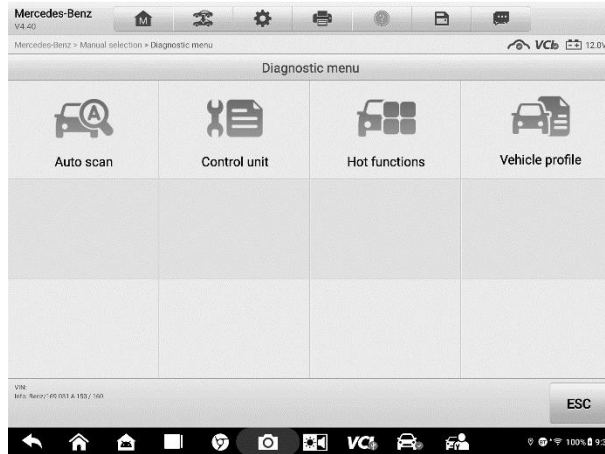 Mercedes-Benz
V4.40
Mercedes-Benz > Manual selection > Diagnostic menu
VCI 12.0V
Diagnostic menu
Auto scan
Control unit
Hot functions
Vehicle profile
VIN:
ESC
100%